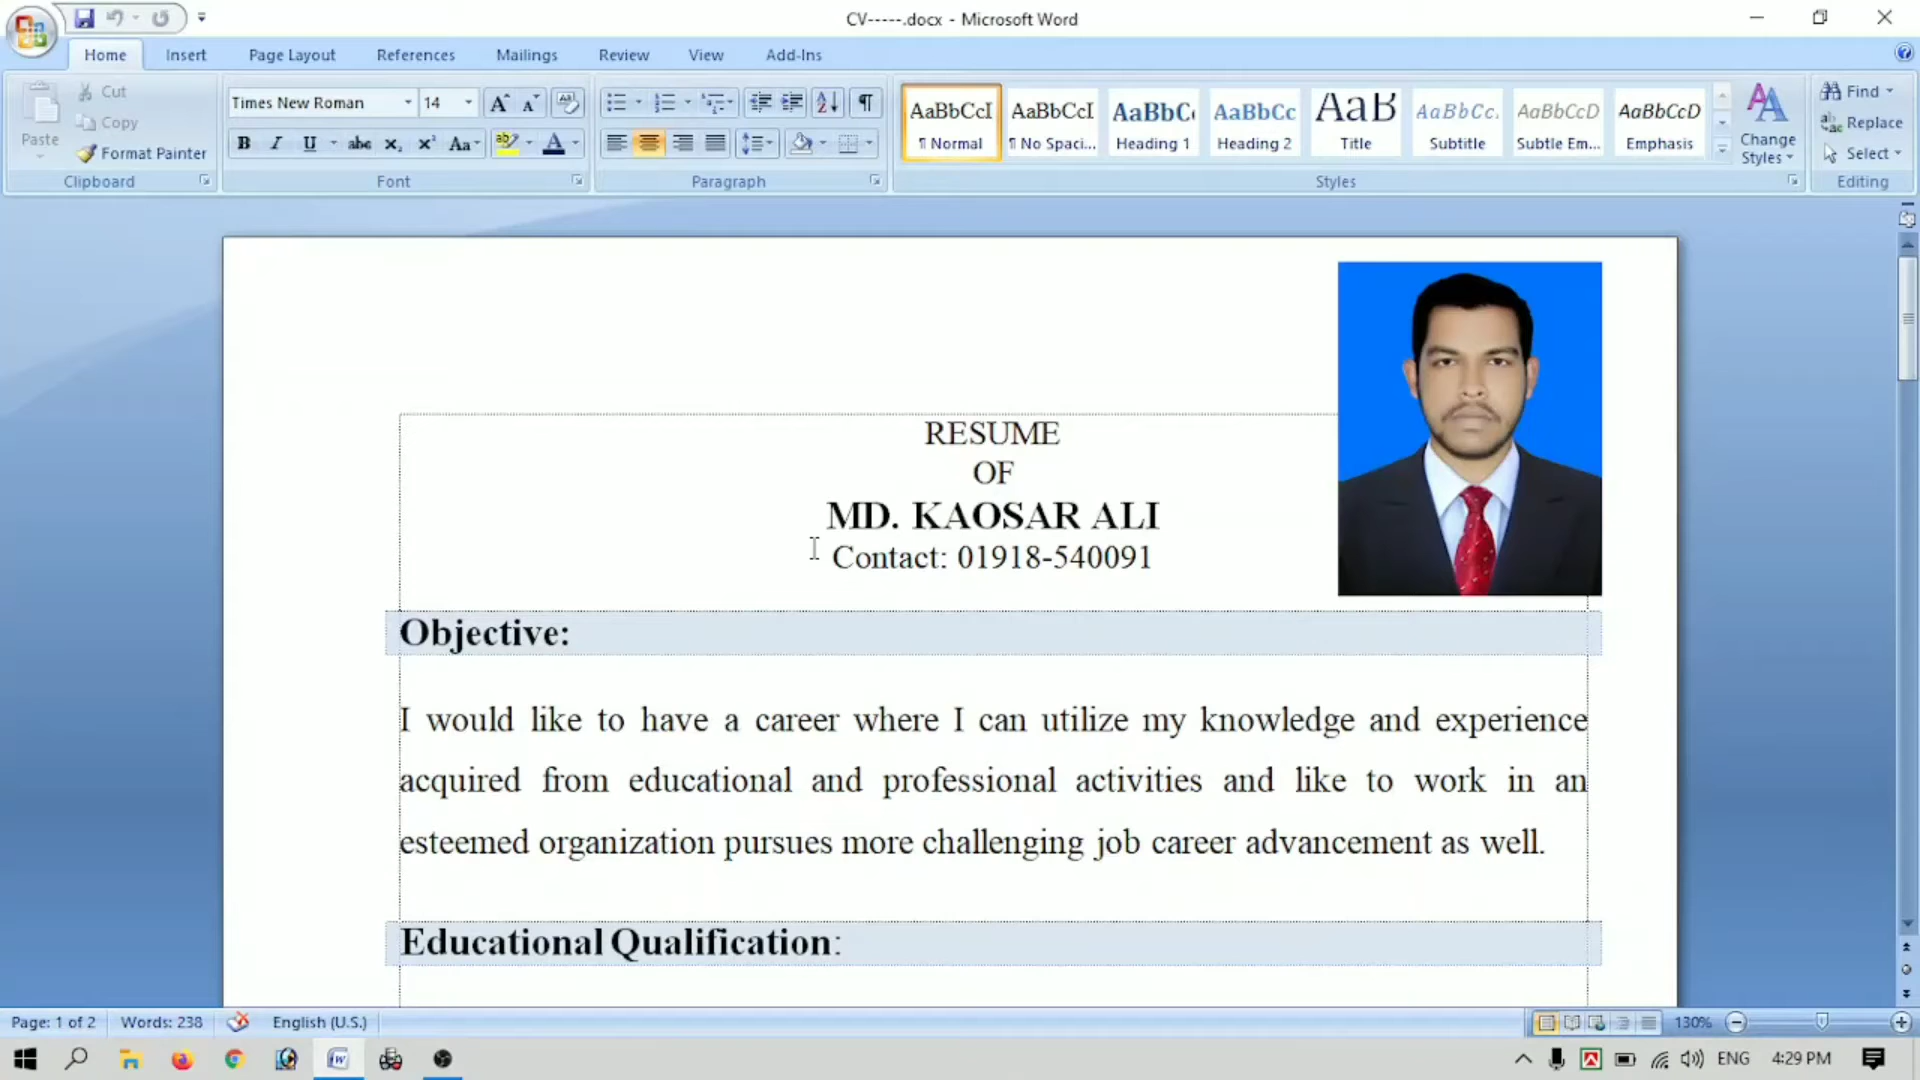 CV-----.docx - Microsoft Word
Home Insert Page Layout References Mailings Review View Add-Ins
Paste
Cut
Copy
Format Painter
Clipboard
Times New Roman 14
Font
Paragraph
AaBbCcI AaBbCcI AaBbC AaBbCc AaB AaBbCc. AaBbCcD AaBbCcD
¶ Normal ¶ No Spaci... Heading 1 Heading 2 Title Subtitle Subtle Em... Emphasis
Change
Styles
Styles
Find
Replace
Select
Editing
RESUME
OF
MD. KAOSAR ALI
Contact: 01918-540091
Objective:
I would like to have a career where I can utilize my knowledge and experience
acquired from educational and professional activities and like to work in an
esteemed organization pursues more challenging job career advancement as well.
Educational Qualification:
Page: 1 of 2 Words: 238 English (U.S.) 130%
ENG 4:29 PM